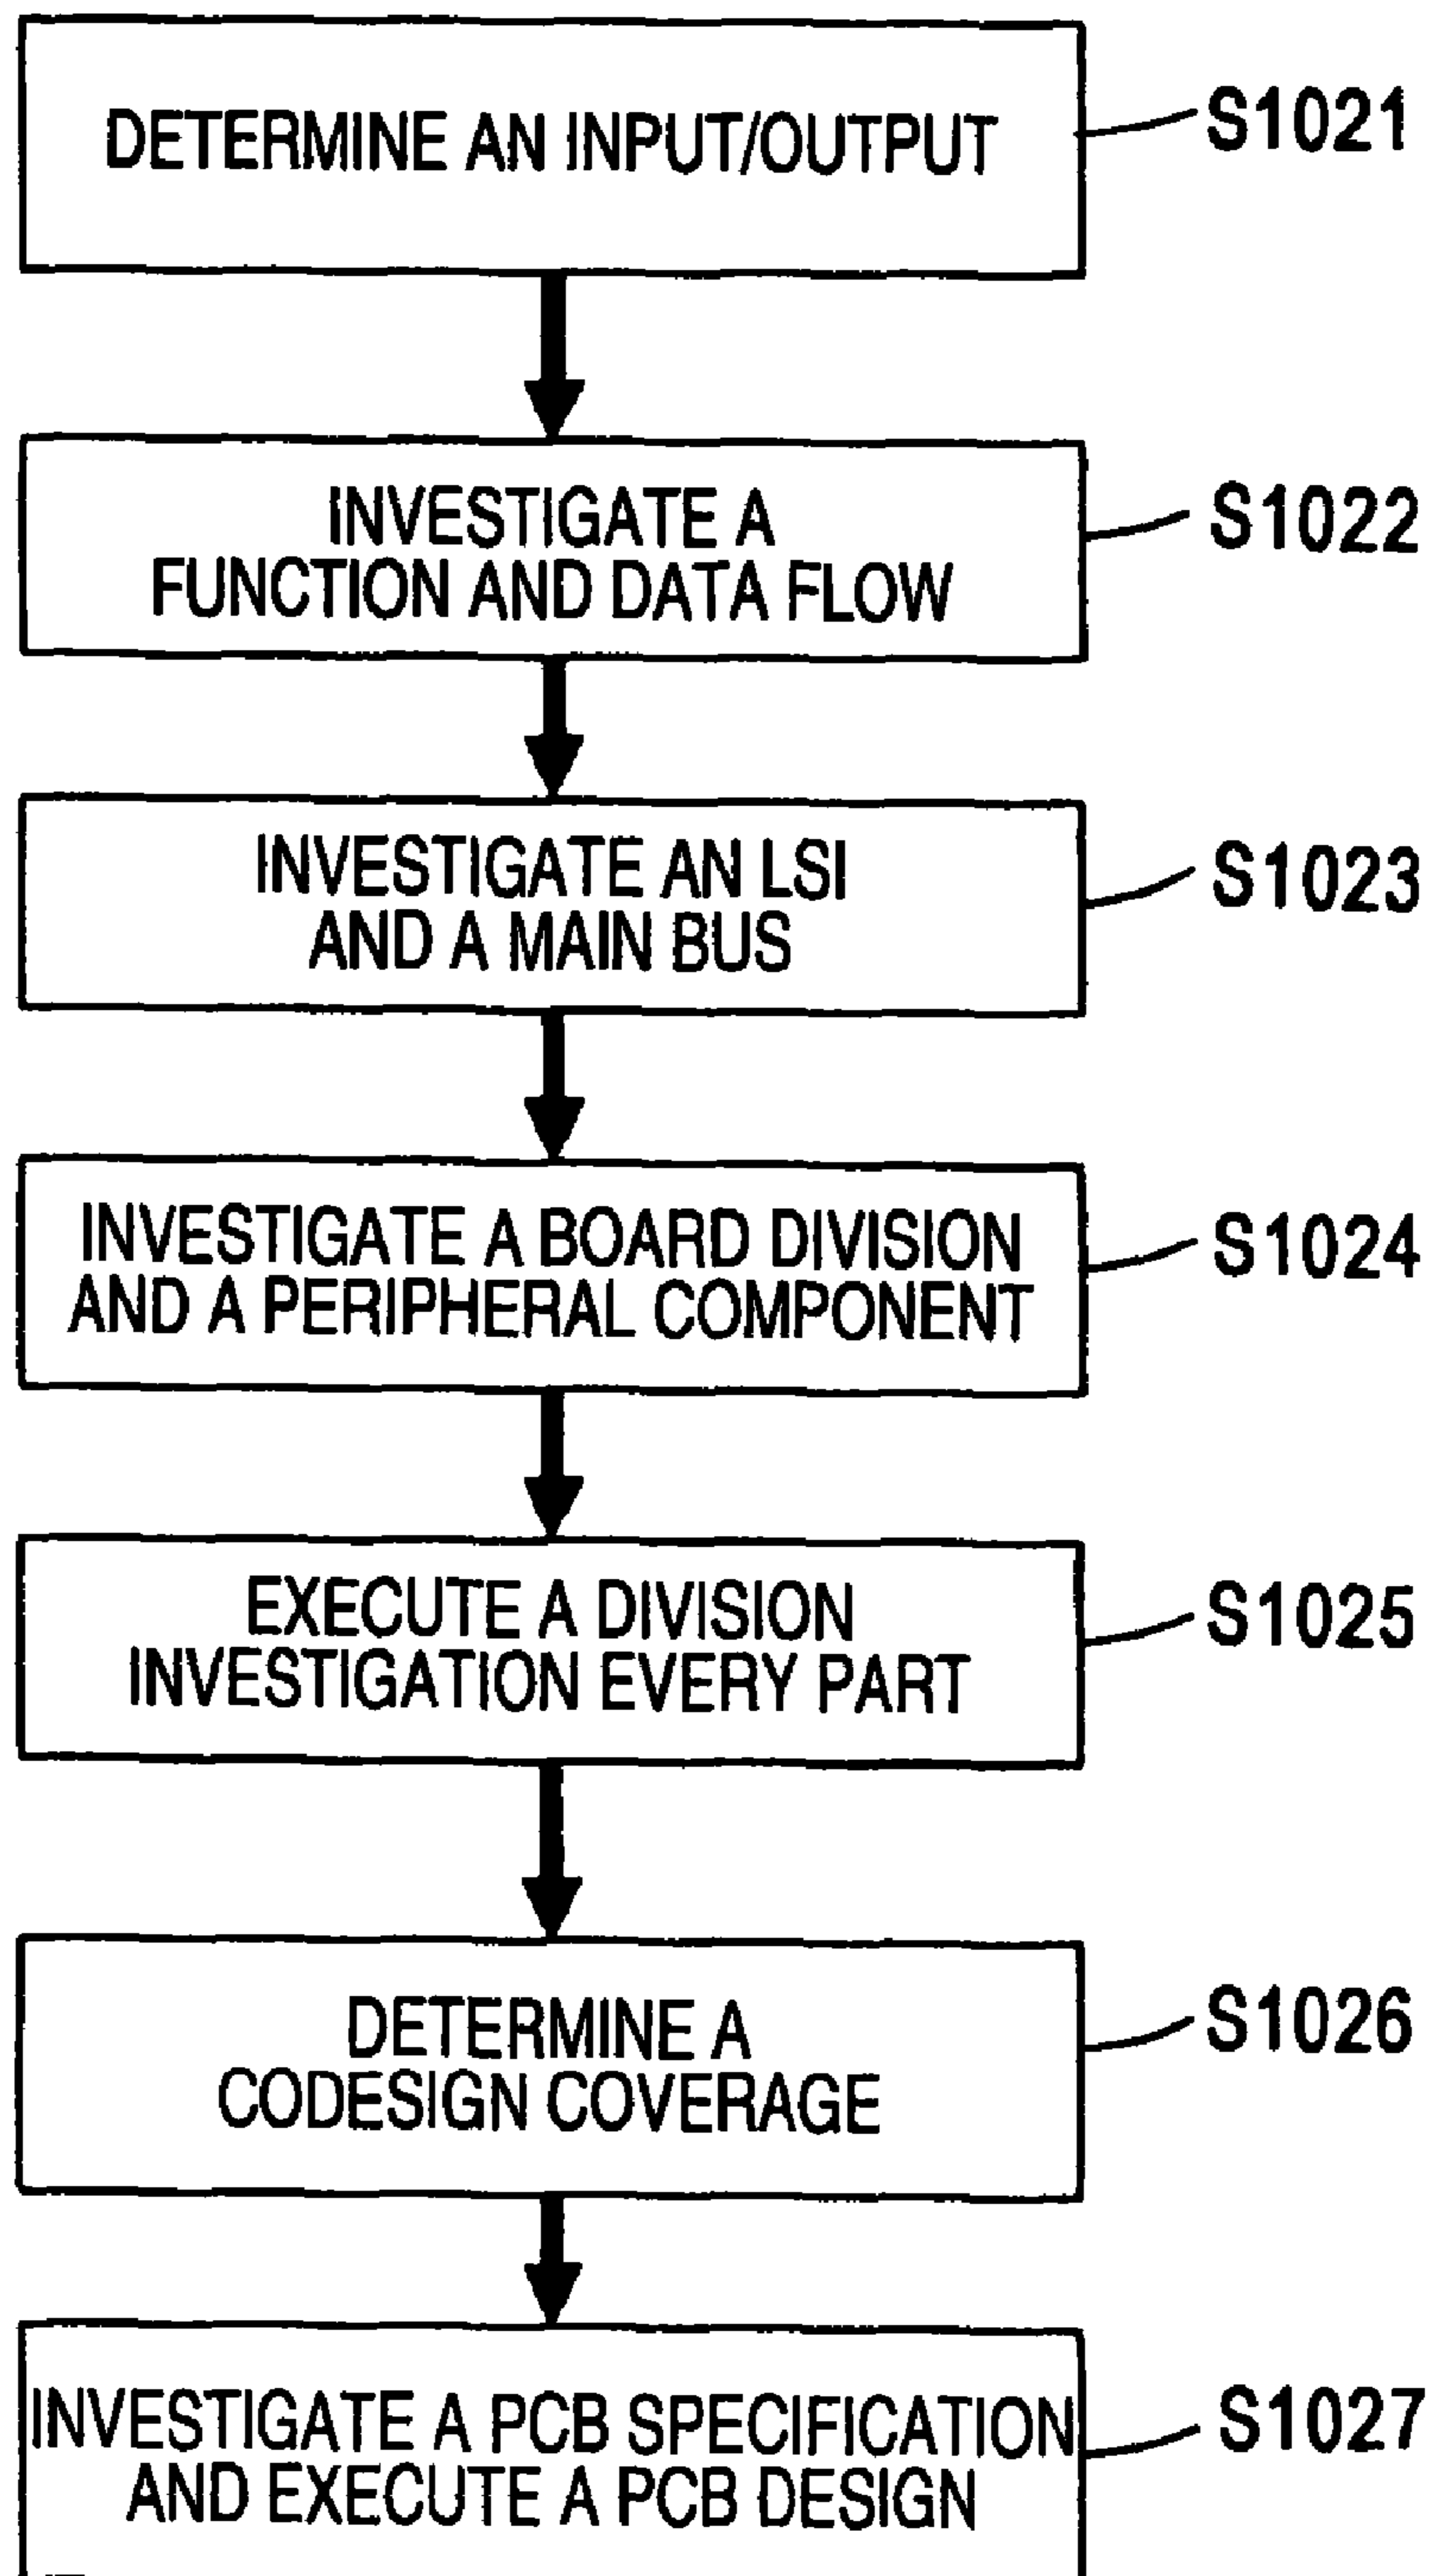 DETERMINE AN INPUT/OUTPUT
S1021
INVESTIGATE A
FUNCTION AND DATA FLOW
S1022
INVESTIGATE AN LSI
AND A MAIN BUS
S1023
INVESTIGATE A BOARD DIVISION
AND A PERIPHERAL COMPONENT
S1024
EXECUTE A DIVISION
INVESTIGATION EVERY PART
S1025
DETERMINE A
CODESIGN COVERAGE
S1026
INVESTIGATE A PCB SPECIFICATION
AND EXECUTE A PCB DESIGN
S1027